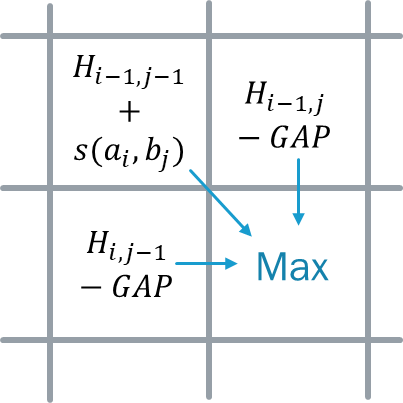 H_{i−1,j−1}
+
s(a_i, b_j)
H_{i−1,j}
− GAP
H_{i,j−1}
− GAP
Max